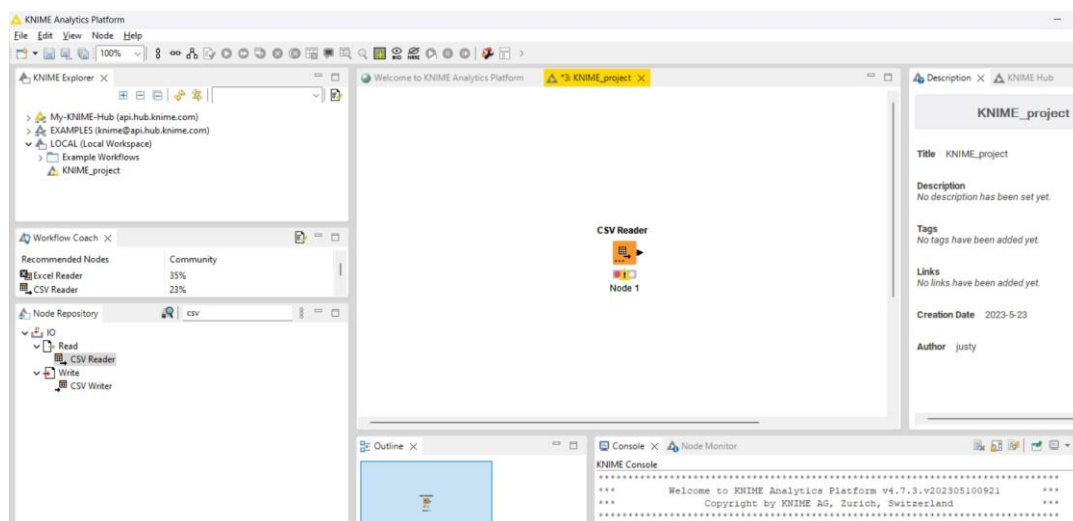 KNIME Analytics Platform
File Edit View Node Help
100%
KNIME Explorer
My-KNIME-Hub (api.hub.knime.com)
EXAMPLES (knime@api.hub.knime.com)
LOCAL (Local Workspace)
Example Workflows
KNIME_project
Workflow Coach
Recommended Nodes Community
Excel Reader 35%
CSV Reader 23%
Node Repository csv
IO
Read
CSV Reader
Write
CSV Writer
Welcome to KNIME Analytics Platform *3: KNIME_project
CSV Reader
Node 1
Outline
Console Node Monitor
KNIME Console
********************************************************************
*** Welcome to KNIME Analytics Platform v4.7.3.v202305100921 ***
*** Copyright by KNIME AG, Zurich, Switzerland ***
********************************************************************
Description KNIME Hub
KNIME_project
Title KNIME_project
Description
No description has been set yet.
Tags
No tags have been added yet.
Links
No links have been added yet.
Creation Date 2023-5-23
Author justy